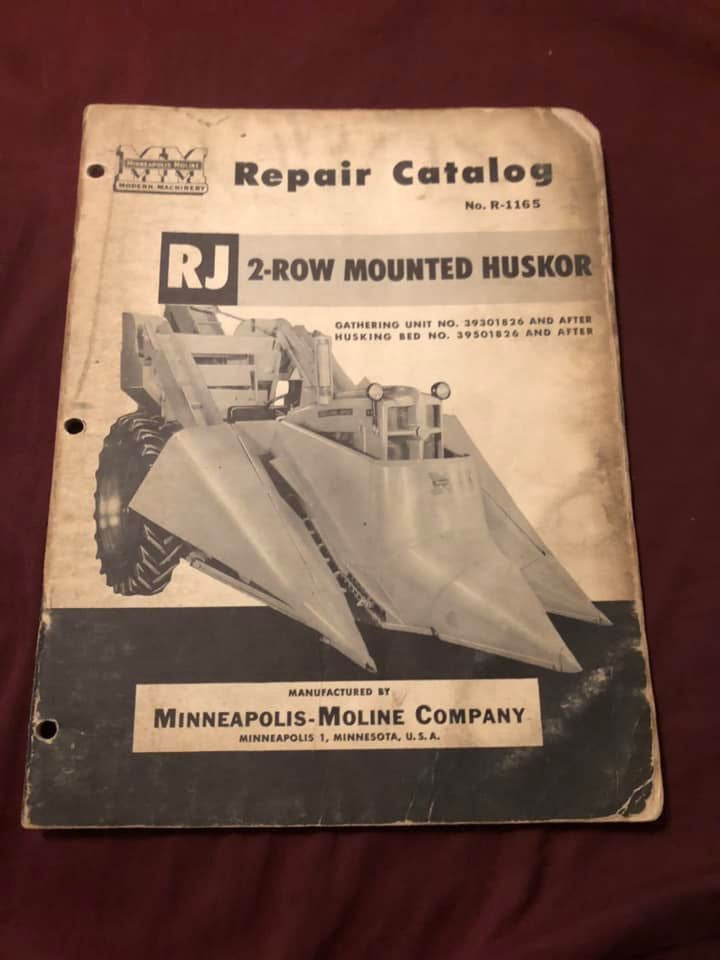 MM
MINNEAPOLIS-MOLINE
MODERN MACHINERY
Repair Catalog
No. R-1165
RJ 2-ROW MOUNTED HUSKOR
GATHERING UNIT NO. 39301826 AND AFTER
HUSKING BED NO. 39501826 AND AFTER
MANUFACTURED BY
MINNEAPOLIS-MOLINE COMPANY
MINNEAPOLIS 1, MINNESOTA, U.S.A.